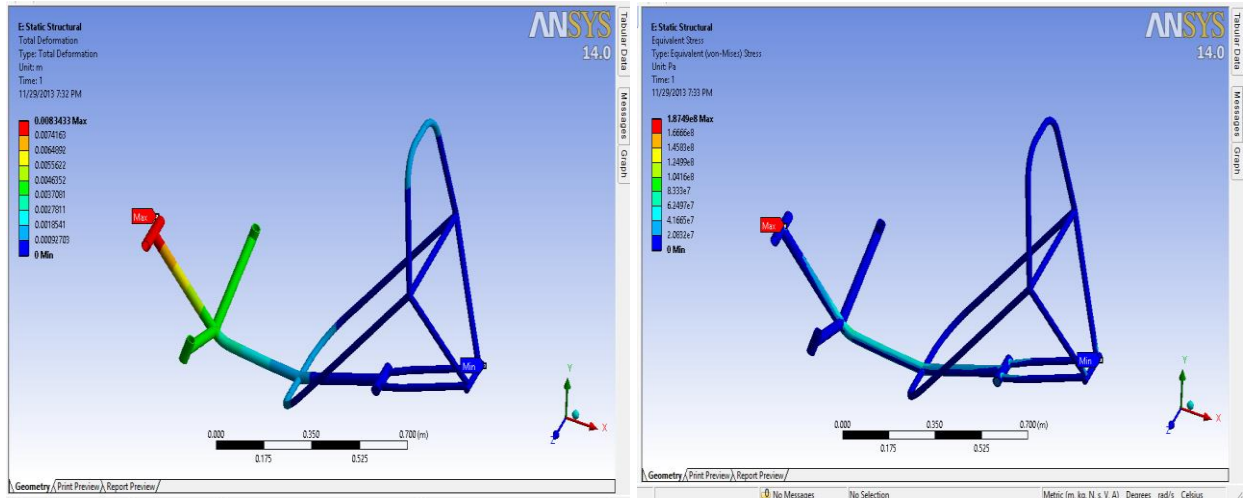 E: Static Structural
Total Deformation
Type: Total Deformation
Unit: m
Time: 1
11/29/2013 7:32 PM
0.0083433 Max
0.0074163
0.0064892
0.0055622
0.0046352
0.0037081
0.0027811
0.0018541
0.00092703
0 Min
ANSYS
14.0
Max
Min
Y
X
Z
0.000
0.350
0.700 (m)
0.175
0.525
Geometry / Print Preview / Report Preview /
Tabular Data
Messages
Graph
E: Static Structural
Equivalent Stress
Type: Equivalent (von-Mises) Stress
Unit: Pa
Time: 1
11/29/2013 7:33 PM
1.8749e8 Max
1.6666e8
1.4583e8
1.2499e8
1.0416e8
8.333e7
6.2497e7
4.1665e7
2.0832e7
0 Min
ANSYS
14.0
Max
Min
Y
X
Z
0.000
0.350
0.700 (m)
0.175
0.525
Geometry / Print Preview / Report Preview /
Tabular Data
Messages
Graph
No Messages No Selection Metric (m, kg, N, s, V, A) Degrees rad/s Celsius